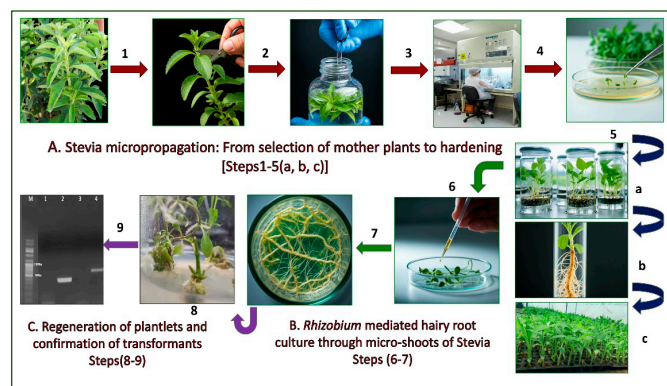 1
2
3
4
A. Stevia micropropagation: From selection of mother plants to hardening
[Steps1-5(a, b, c)]
5
a
6
b
c
7
8
9
M 1 2 3 4
B. Rhizobium mediated hairy root
culture through micro-shoots of Stevia
Steps (6-7)
C. Regeneration of plantlets and
confirmation of transformants
Steps(8-9)